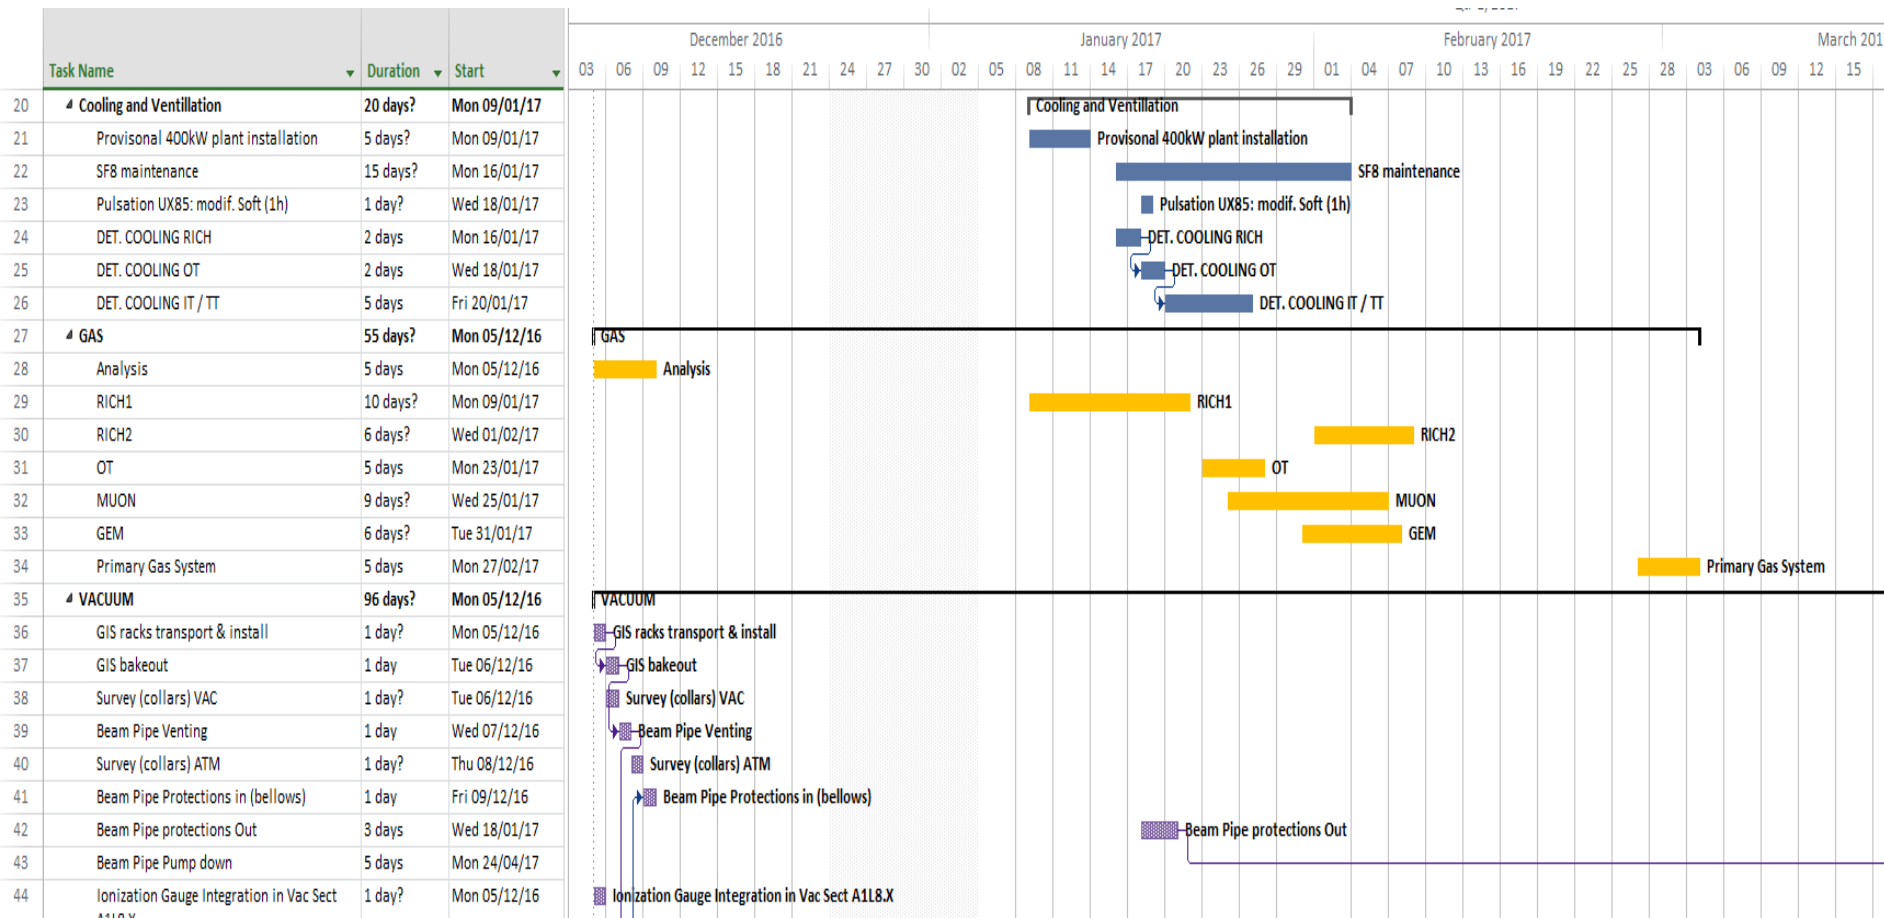 December 2016 January 2017 February 2017 March 201
Task Name Duration Start 03 06 09 12 15 18 21 24 27 30 02 05 08 11 14 17 20 23 26 29 01 04 07 10 13 16 19 22 25 28 03 06 09 12 15
20 Cooling and Ventillation 20 days? Mon 09/01/17 Cooling and Ventillation
21 Provisonal 400kW plant installation 5 days? Mon 09/01/17 Provisonal 400kW plant installation
22 SF8 maintenance 15 days? Mon 16/01/17 SF8 maintenance
23 Pulsation UX85: modif. Soft (1h) 1 day? Wed 18/01/17 Pulsation UX85: modif. Soft (1h)
24 DET. COOLING RICH 2 days Mon 16/01/17 DET. COOLING RICH
25 DET. COOLING OT 2 days Wed 18/01/17 DET. COOLING OT
26 DET. COOLING IT / TT 5 days Fri 20/01/17 DET. COOLING IT / TT
27 GAS 55 days? Mon 05/12/16 GAS
28 Analysis 5 days Mon 05/12/16 Analysis
29 RICH1 10 days? Mon 09/01/17 RICH1
30 RICH2 6 days? Wed 01/02/17 RICH2
31 OT 5 days Mon 23/01/17 OT
32 MUON 9 days? Wed 25/01/17 MUON
33 GEM 6 days? Tue 31/01/17 GEM
34 Primary Gas System 5 days Mon 27/02/17 Primary Gas System
35 VACUUM 96 days? Mon 05/12/16 VACUUM
36 GIS racks transport & install 1 day? Mon 05/12/16 GIS racks transport & install
37 GIS bakeout 1 day Tue 06/12/16 GIS bakeout
38 Survey (collars) VAC 1 day? Tue 06/12/16 Survey (collars) VAC
39 Beam Pipe Venting 1 day Wed 07/12/16 Beam Pipe Venting
40 Survey (collars) ATM 1 day? Thu 08/12/16 Survey (collars) ATM
41 Beam Pipe Protections in (bellows) 1 day Fri 09/12/16 Beam Pipe Protections in (bellows)
42 Beam Pipe protections Out 3 days Wed 18/01/17 Beam Pipe protections Out
43 Beam Pipe Pump down 5 days Mon 24/04/17
44 Ionization Gauge Integration in Vac Sect 1 day? Mon 05/12/16 Ionization Gauge Integration in Vac Sect A1L8.X